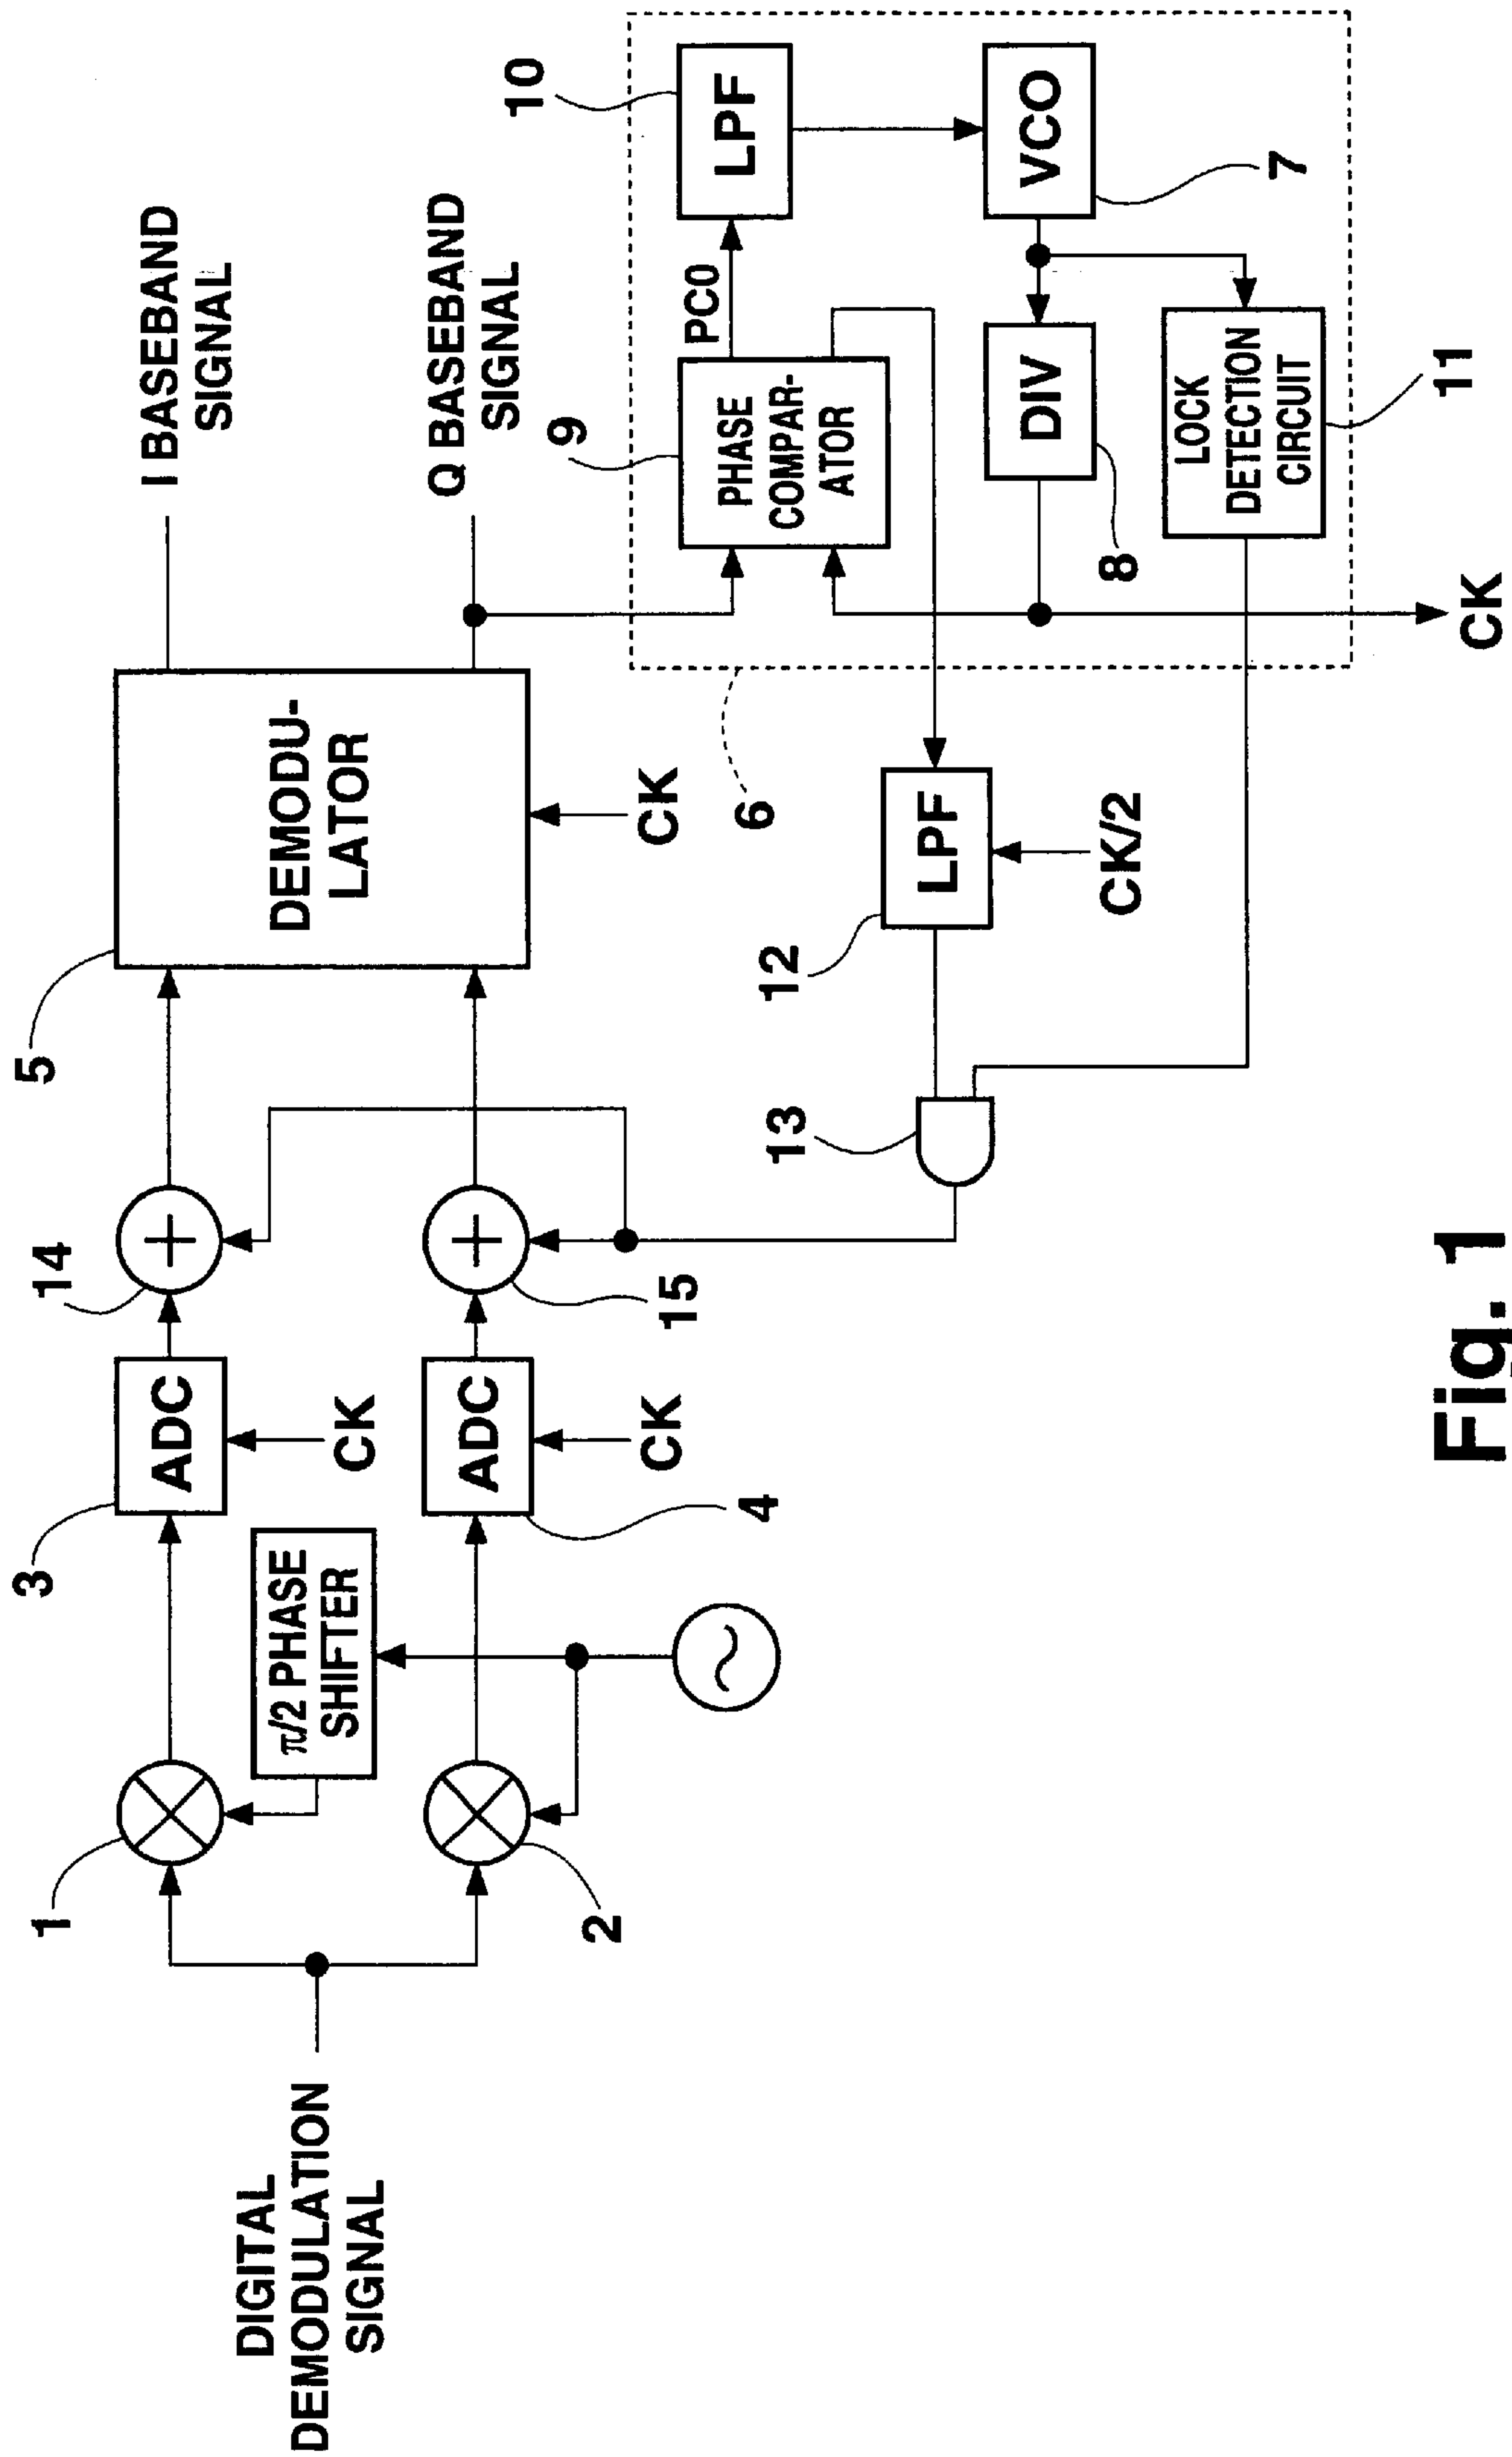 DIGITAL
DEMODULATION
SIGNAL
1
2
π/2 PHASE
SHIFTER
3
ADC
CK
4
ADC
CK
14
15
5
DEMODU-
LATOR
CK
I BASEBAND
SIGNAL
Q BASEBAND
SIGNAL
6
9
PHASE
COMPAR-
ATOR
PC0
10
LPF
VCO
7
DIV
8
LOCK
DETECTION
CIRCUIT
11
CK
12
LPF
CK/2
13
Fig. 1